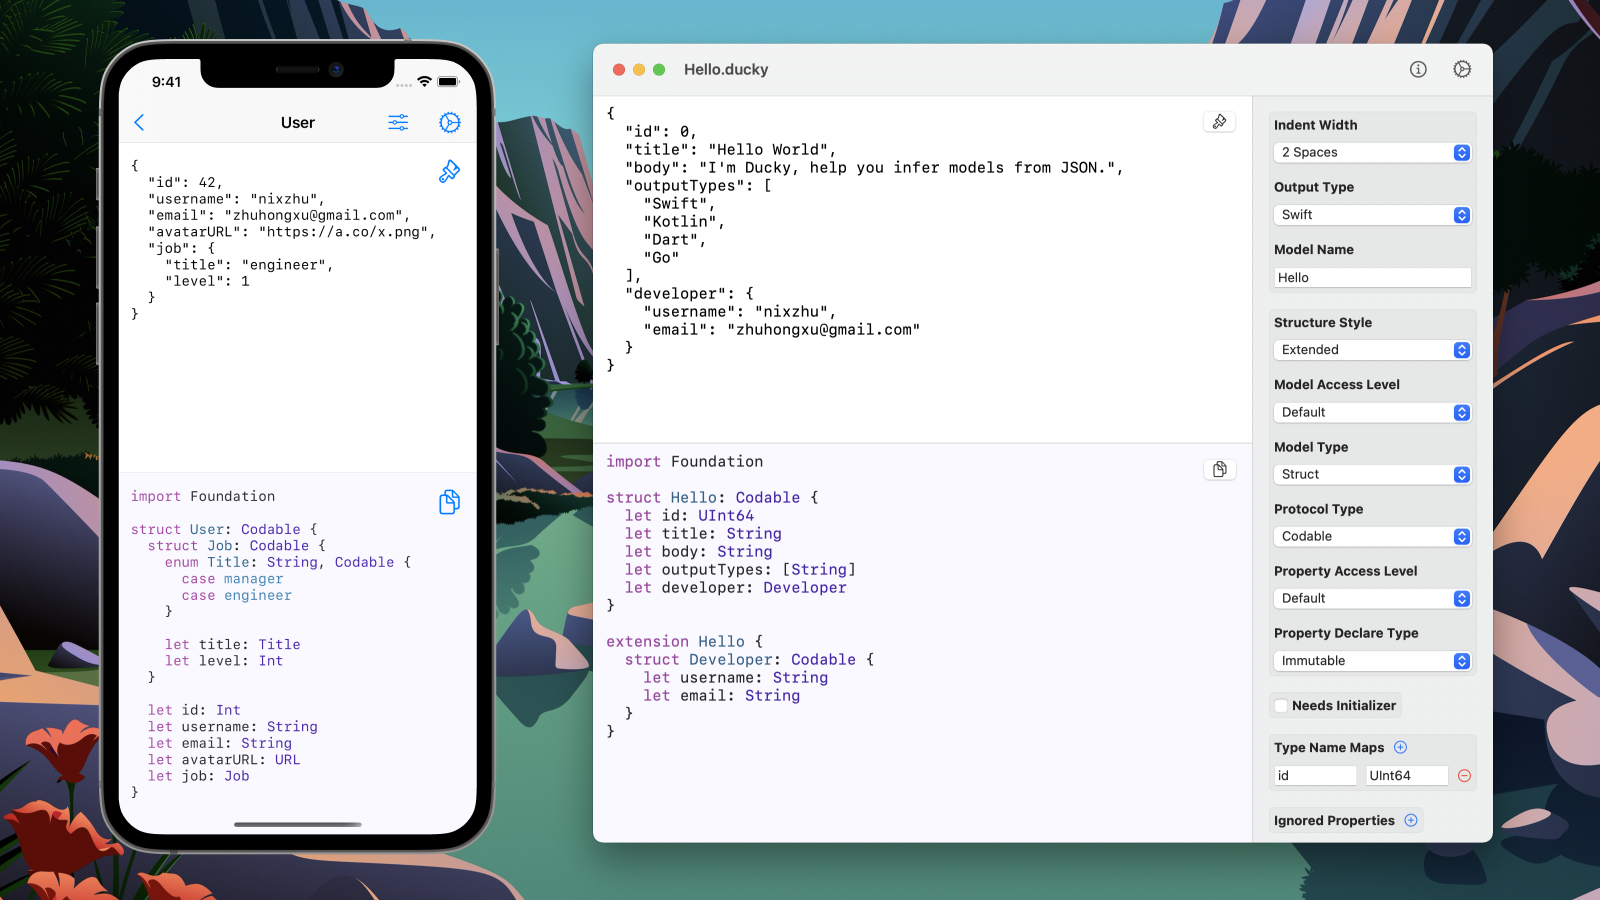 9:41
User
{
  "id": 42,
  "username": "nixzhu",
  "email": "zhuhongxu@gmail.com",
  "avatarURL": "https://a.co/x.png",
  "job": {
    "title": "engineer",
    "level": 1
  }
}
import Foundation
struct User: Codable {
  struct Job: Codable {
    enum Title: String, Codable {
      case manager
      case engineer
    }
    let title: Title
    let level: Int
  }
  let id: Int
  let username: String
  let email: String
  let avatarURL: URL
  let job: Job
}
Hello.ducky
{
  "id": 0,
  "title": "Hello World",
  "body": "I'm Ducky, help you infer models from JSON.",
  "outputTypes": [
    "Swift",
    "Kotlin",
    "Dart",
    "Go"
  ],
  "developer": {
    "username": "nixzhu",
    "email": "zhuhongxu@gmail.com"
  }
}
import Foundation
struct Hello: Codable {
  let id: UInt64
  let title: String
  let body: String
  let outputTypes: [String]
  let developer: Developer
}
extension Hello {
  struct Developer: Codable {
    let username: String
    let email: String
  }
}
Indent Width
2 Spaces
Output Type
Swift
Model Name
Hello
Structure Style
Extended
Model Access Level
Default
Model Type
Struct
Protocol Type
Codable
Property Access Level
Default
Property Declare Type
Immutable
Needs Initializer
Type Name Maps
id UInt64
Ignored Properties